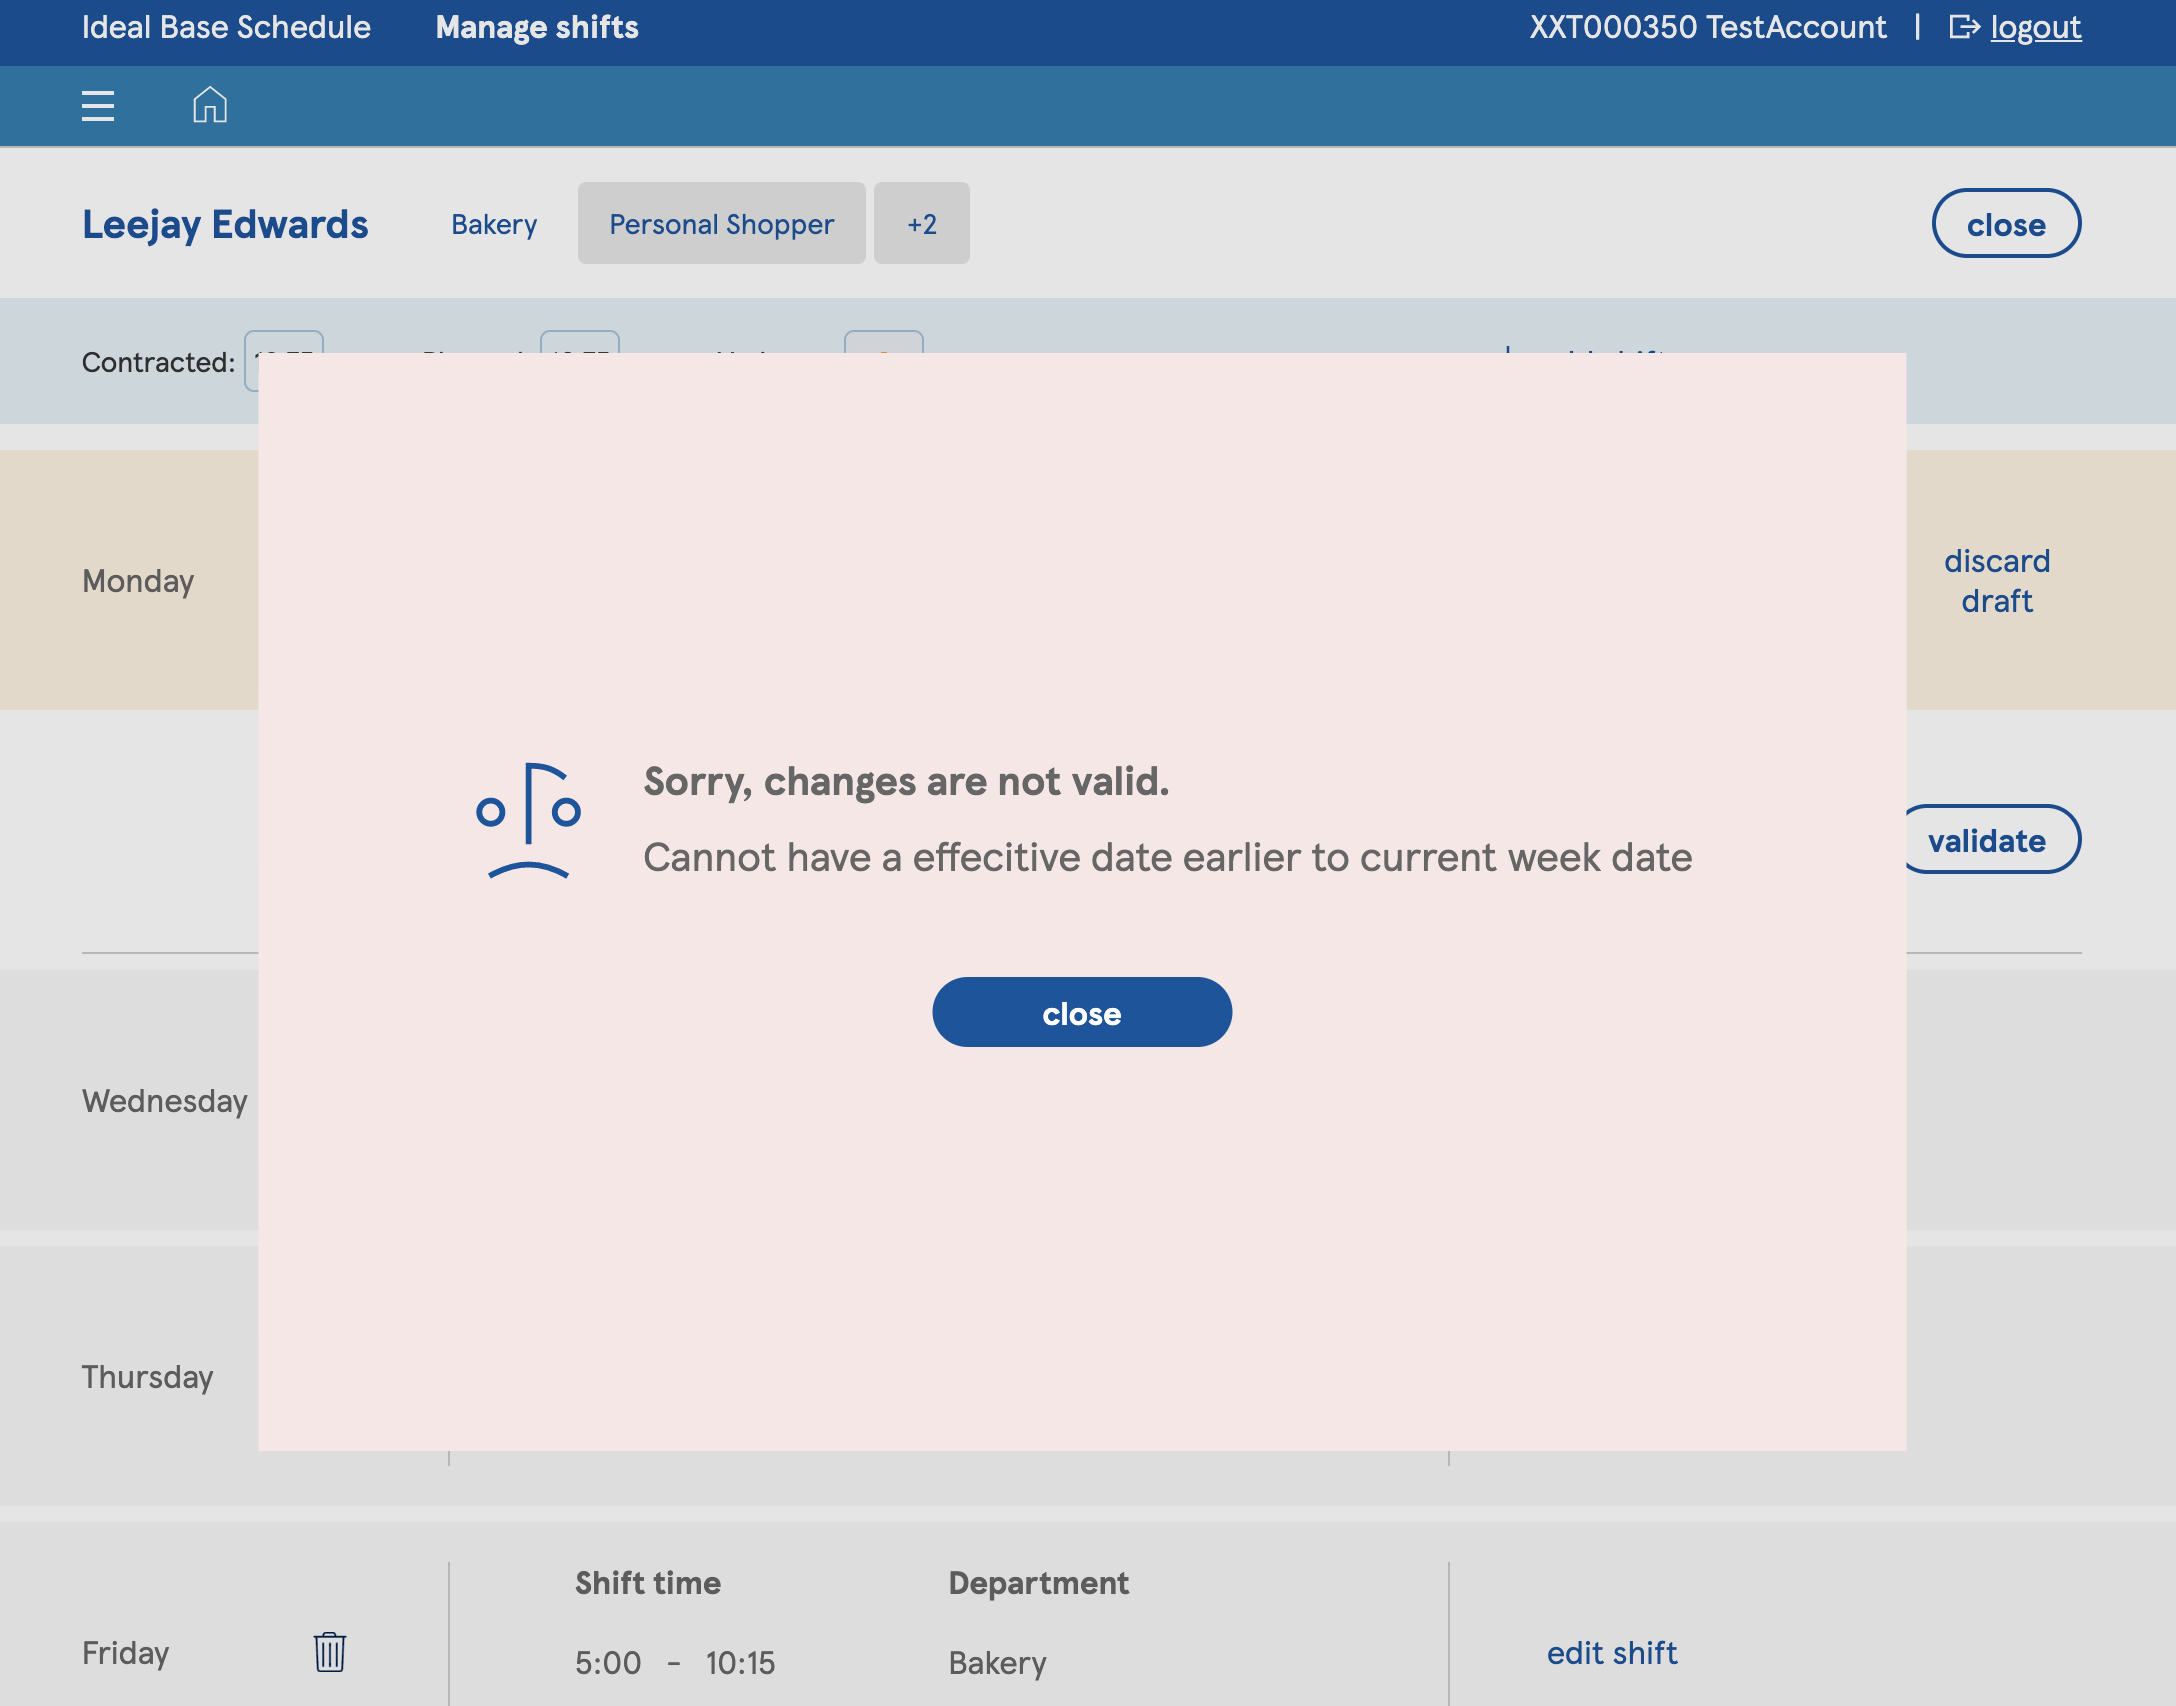 Ideal Base Schedule Manage shifts XXT000350 TestAccount | logout
Leejay Edwards Bakery Personal Shopper +2 close
Contracted:
Monday
discard
draft
Sorry, changes are not valid.
Cannot have a effecitive date earlier to current week date
validate
close
Wednesday
Thursday
Shift time Department
Friday 5:00 - 10:15 Bakery edit shift